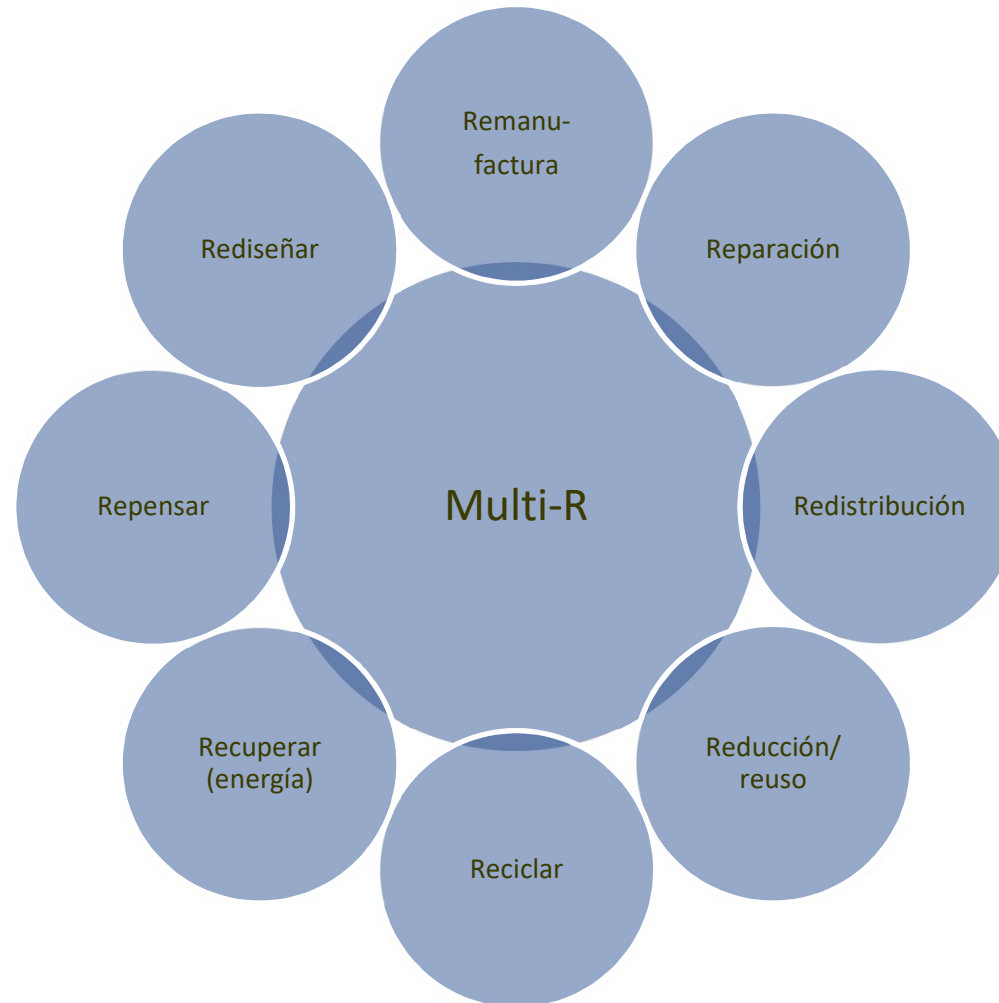 Remanu-
factura
Rediseñar
Reparación
Repensar
Multi-R
Redistribución
Recuperar
(energía)
Reducción/
reuso
Reciclar